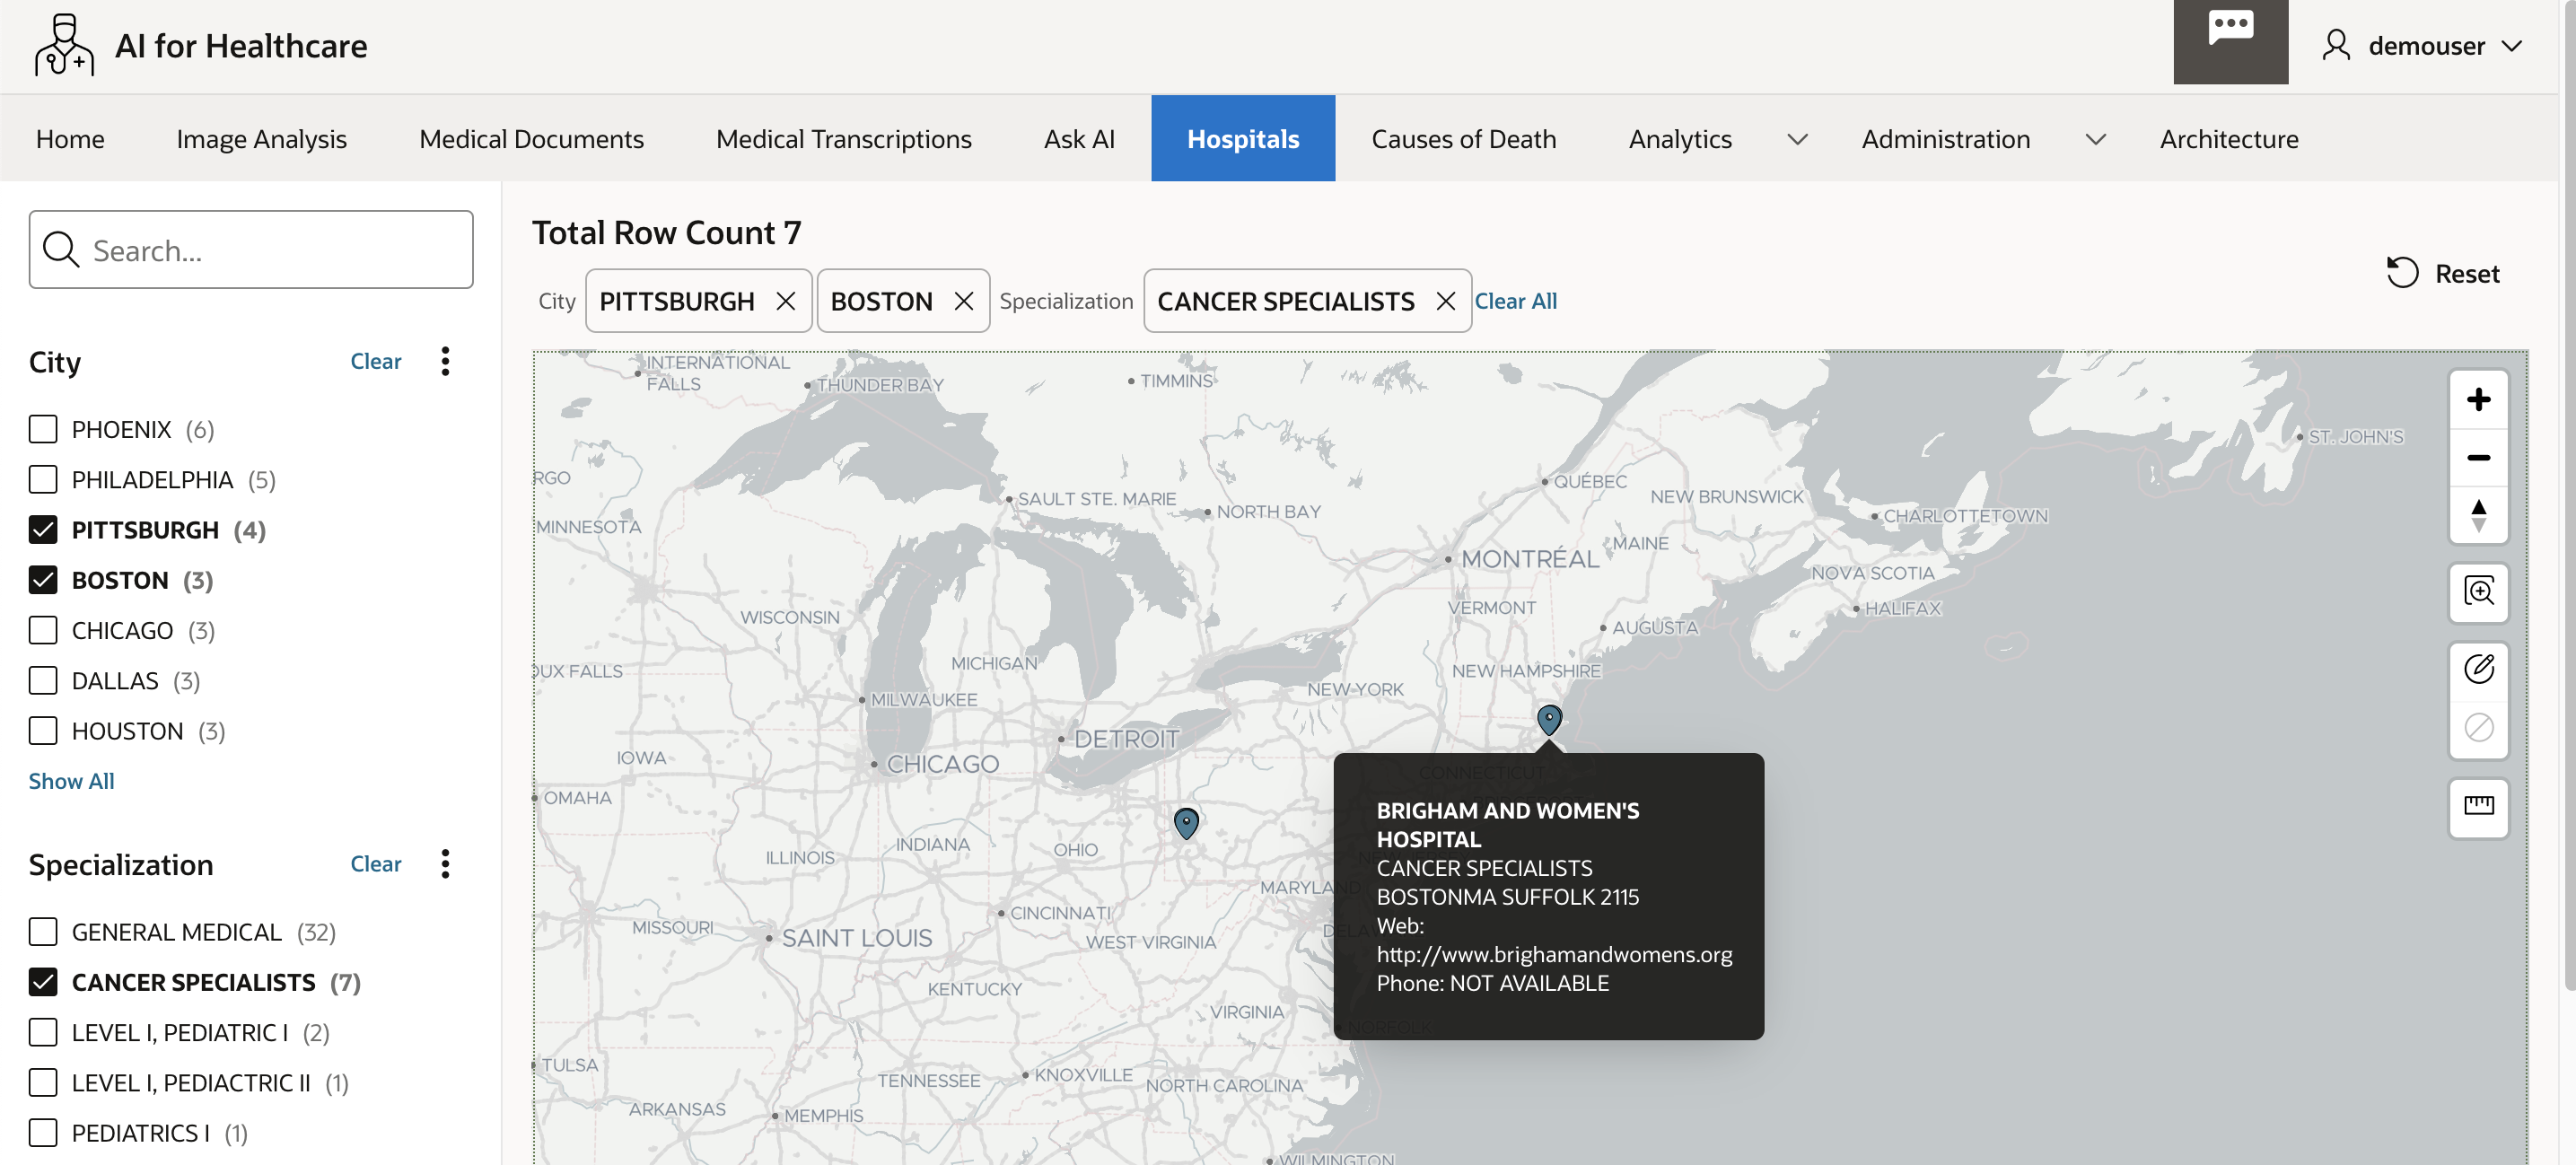 AI for Healthcare
demouser
Home Image Analysis Medical Documents Medical Transcriptions Ask AI Hospitals Causes of Death Analytics Administration Architecture
Search...
City Clear
PHOENIX (6)
PHILADELPHIA (5)
PITTSBURGH (4)
BOSTON (3)
CHICAGO (3)
DALLAS (3)
HOUSTON (3)
Show All
Specialization Clear
GENERAL MEDICAL (32)
CANCER SPECIALISTS (7)
LEVEL I, PEDIATRIC I (2)
LEVEL I, PEDIACTRIC II (1)
PEDIATRICS I (1)
Total Row Count 7
City PITTSBURGH BOSTON Specialization CANCER SPECIALISTS Clear All
Reset
INTERNATIONAL
FALLS
THUNDER BAY
TIMMINS
ST. JOHN'S
RGO
QUÉBEC
NEW BRUNSWICK
SAULT STE. MARIE
NORTH BAY
CHARLOTTETOWN
MINNESOTA
MAINE
MONTRÉAL
NOVA SCOTIA
WISCONSIN
VERMONT
HALIFAX
AUGUSTA
MICHIGAN
OUX FALLS
NEW HAMPSHIRE
NEW YORK
MILWAUKEE
DETROIT
IOWA
CHICAGO
CONNECTICUT
OMAHA
BRIGHAM AND WOMEN'S
HOSPITAL
CANCER SPECIALISTS
BOSTONMA SUFFOLK 2115
Web:
http://www.brighamandwomens.org
Phone: NOT AVAILABLE
INDIANA
OHIO
ILLINOIS
MARYLAND
CINCINNATI
MISSOURI
SAINT LOUIS
WEST VIRGINIA
KENTUCKY
VIRGINIA
NORFOLK
TULSA
TENNESSEE
KNOXVILLE
NORTH CAROLINA
ARKANSAS
MEMPHIS
WILMINGTON